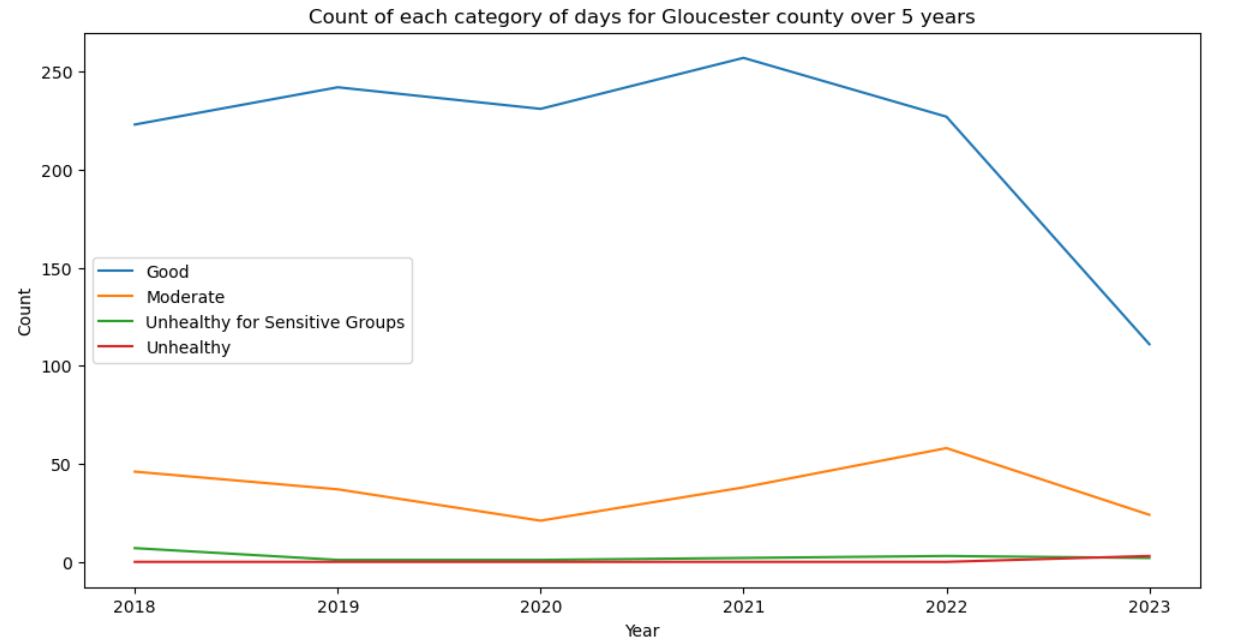 Count of each category of days for Gloucester county over 5 years
250
200
150
100
50
0
Count
Good
Moderate
Unhealthy for Sensitive Groups
Unhealthy
2018 2019 2020 2021 2022 2023
Year